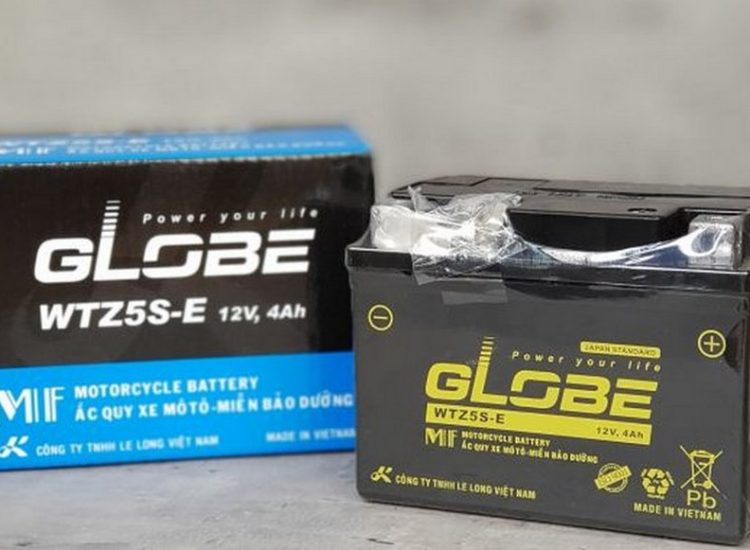 WTZ5S-E
MF
Power your life
GLOBE
WTZ5S-E 12V, 4Ah
MF MOTORCYCLE BATTERY
ẮC QUY XE MÔTÔ-MIỄN BẢO DƯỠNG
CÔNG TY TNHH LE LONG VIỆT NAM MADE IN VIETNAM
JAPAN STANDARD
Power your life
GLOBE
WTZ5S-E 12V, 4Ah
MF MOTORCYCLE BATTERY
ẮC QUY XE MÔTÔ-MIỄN BẢO DƯỠNG
CÔNG TY TNHH LE LONG VIỆT NAM
Pb
MADE IN VIETNAM